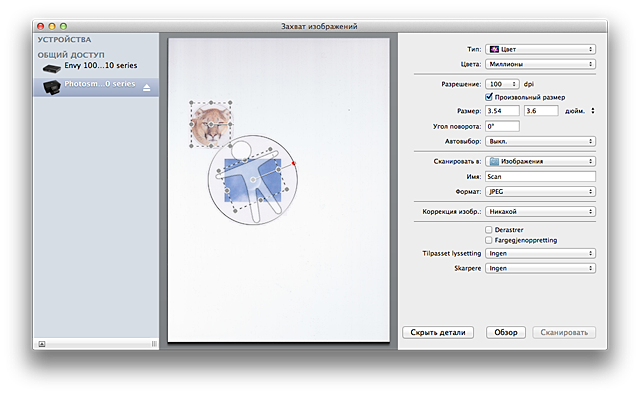 Захват изображений
УСТРОЙСТВА
ОБЩИЙ ДОСТУП
Envy 100...10 series
Photosm...0 series
Тип: Цвет
Цвета: Миллионы
Разрешение: 100 dpi
Произвольный размер
Размер: 3.54 3.6 дюйм.
Угол поворота: 0°
Автовыбор: Выкл.
Сканировать в: Изображения
Имя: Scan
Формат: JPEG
Коррекция изобр.: Никакой
Derastrer
Fargegjenoppretting
Tilpasset lyssetting Ingen
Skarpere Ingen
Скрыть детали Обзор Сканировать